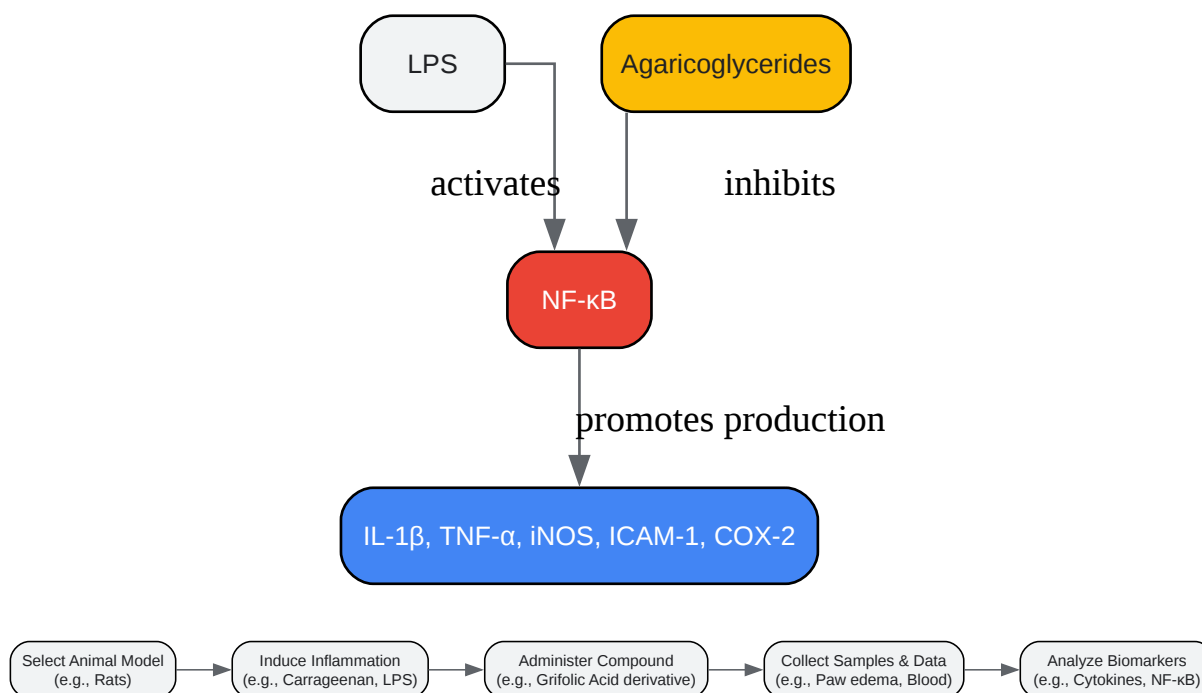 LPS
Agaricoglycerides
activates
inhibits
NF-κB
promotes production
IL-1β, TNF-α, iNOS, ICAM-1, COX-2
Select Animal Model
(e.g., Rats)
Induce Inflammation
(e.g., Carrageenan, LPS)
Administer Compound
(e.g., Grifolic Acid derivative)
Collect Samples & Data
(e.g., Paw edema, Blood)
Analyze Biomarkers
(e.g., Cytokines, NF-κB)